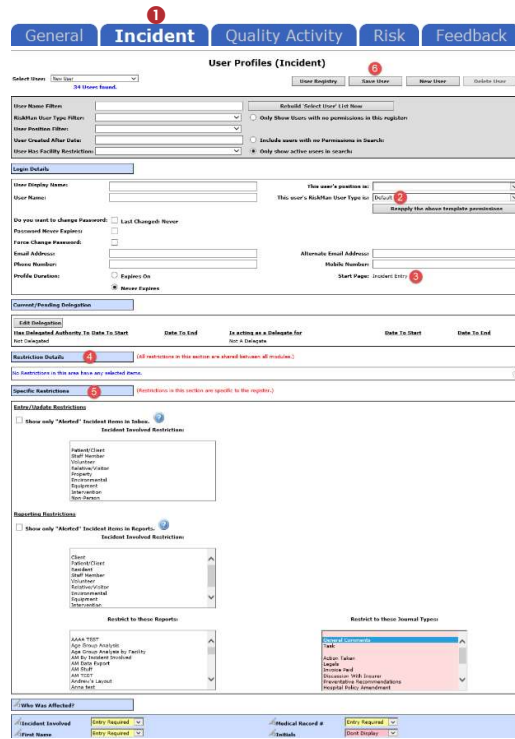 1
General Incident Quality Activity Risk Feedback
User Profiles (Incident)
6
Select User: New User User Registry Save User New User Delete User
34 Users found.
User Name Filter: Rebuild 'Select User' List Now
RiskMan User Type Filter: Only Show Users with no permissions in this register:
User Position Filter:
User Created After Date: Include users with no Permissions in Search:
User Has Facility Restriction: Only show active users in search:
Login Details
User Display Name: This user's position is:
User Name: This user's RiskMan User Type is: Default 2
Reapply the above template permissions
Do you want to change Password: Last Changed: Never
Password Never Expires:
Force Change Password:
Email Address: Alternate Email Address:
Phone Number: Mobile Number:
Profile Duration: Expires On Start Page: Incident Entry 3
Never Expires
Current/Pending Delegation
Edit Delegation
Has Delegated Authority To Date To Start Date To End Is acting as a Delegate for Date To Start Date To End
Not Delegated Not A Delegate
Restriction Details 4 (All restrictions in this section are shared between all modules.)
No Restrictions in this area have any selected items.
Specific Restrictions 5 (Restrictions in this section are specific to the register.)
Entry/Update Restrictions
Show only "Alerted" Incident items in Inbox. ?
Incident Involved Restriction:
Patient/Client
Staff Member
Volunteer
Relative/Visitor
Property
Environmental
Equipment
Intervention
Non Person
Reporting Restrictions
Show only "Alerted" Incident items in Reports. ?
Incident Involved Restriction:
Client
Patient/Client
Resident
Staff Member
Volunteer
Relative/Visitor
Environmental
Equipment
Intervention
Restrict to these Reports: Restrict to these Journal Types:
AAAA TEST
Age Group Analysis
Age Group Analysis by Facility
AM By Incident Involved
AM Data Export
AM Stuff
AM TEST
Andrew's Layout
Anna test
General Comments
Task
Action Taken
Legals
Invoice Paid
Discussion With Insurer
Preventative Recommendations
Hospital Policy Amendment
Who Was Affected?
Incident Involved Entry Required Medical Record # Entry Required
First Name Entry Required Initials Dont Display